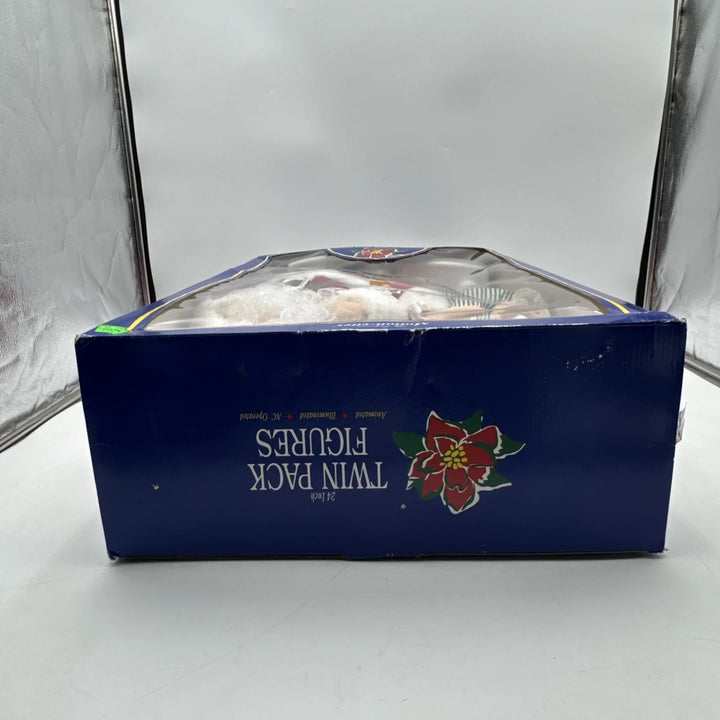 24 Inch
TWIN PACK
FIGURES
Animated • Illuminated • AC Operated